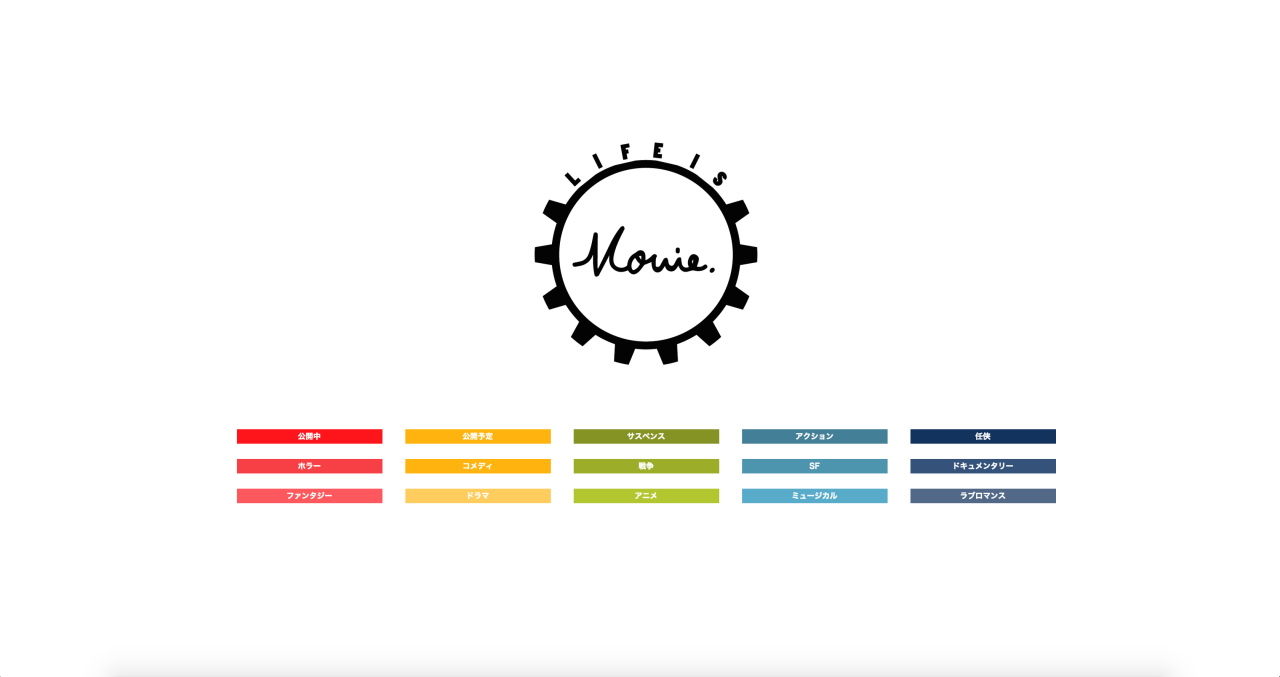 LIFE IS
Movie.
公開中 公開予定 サスペンス アクション 任侠
ホラー コメディ 戦争 SF ドキュメンタリー
ファンタジー ドラマ アニメ ミュージカル ラブロマンス